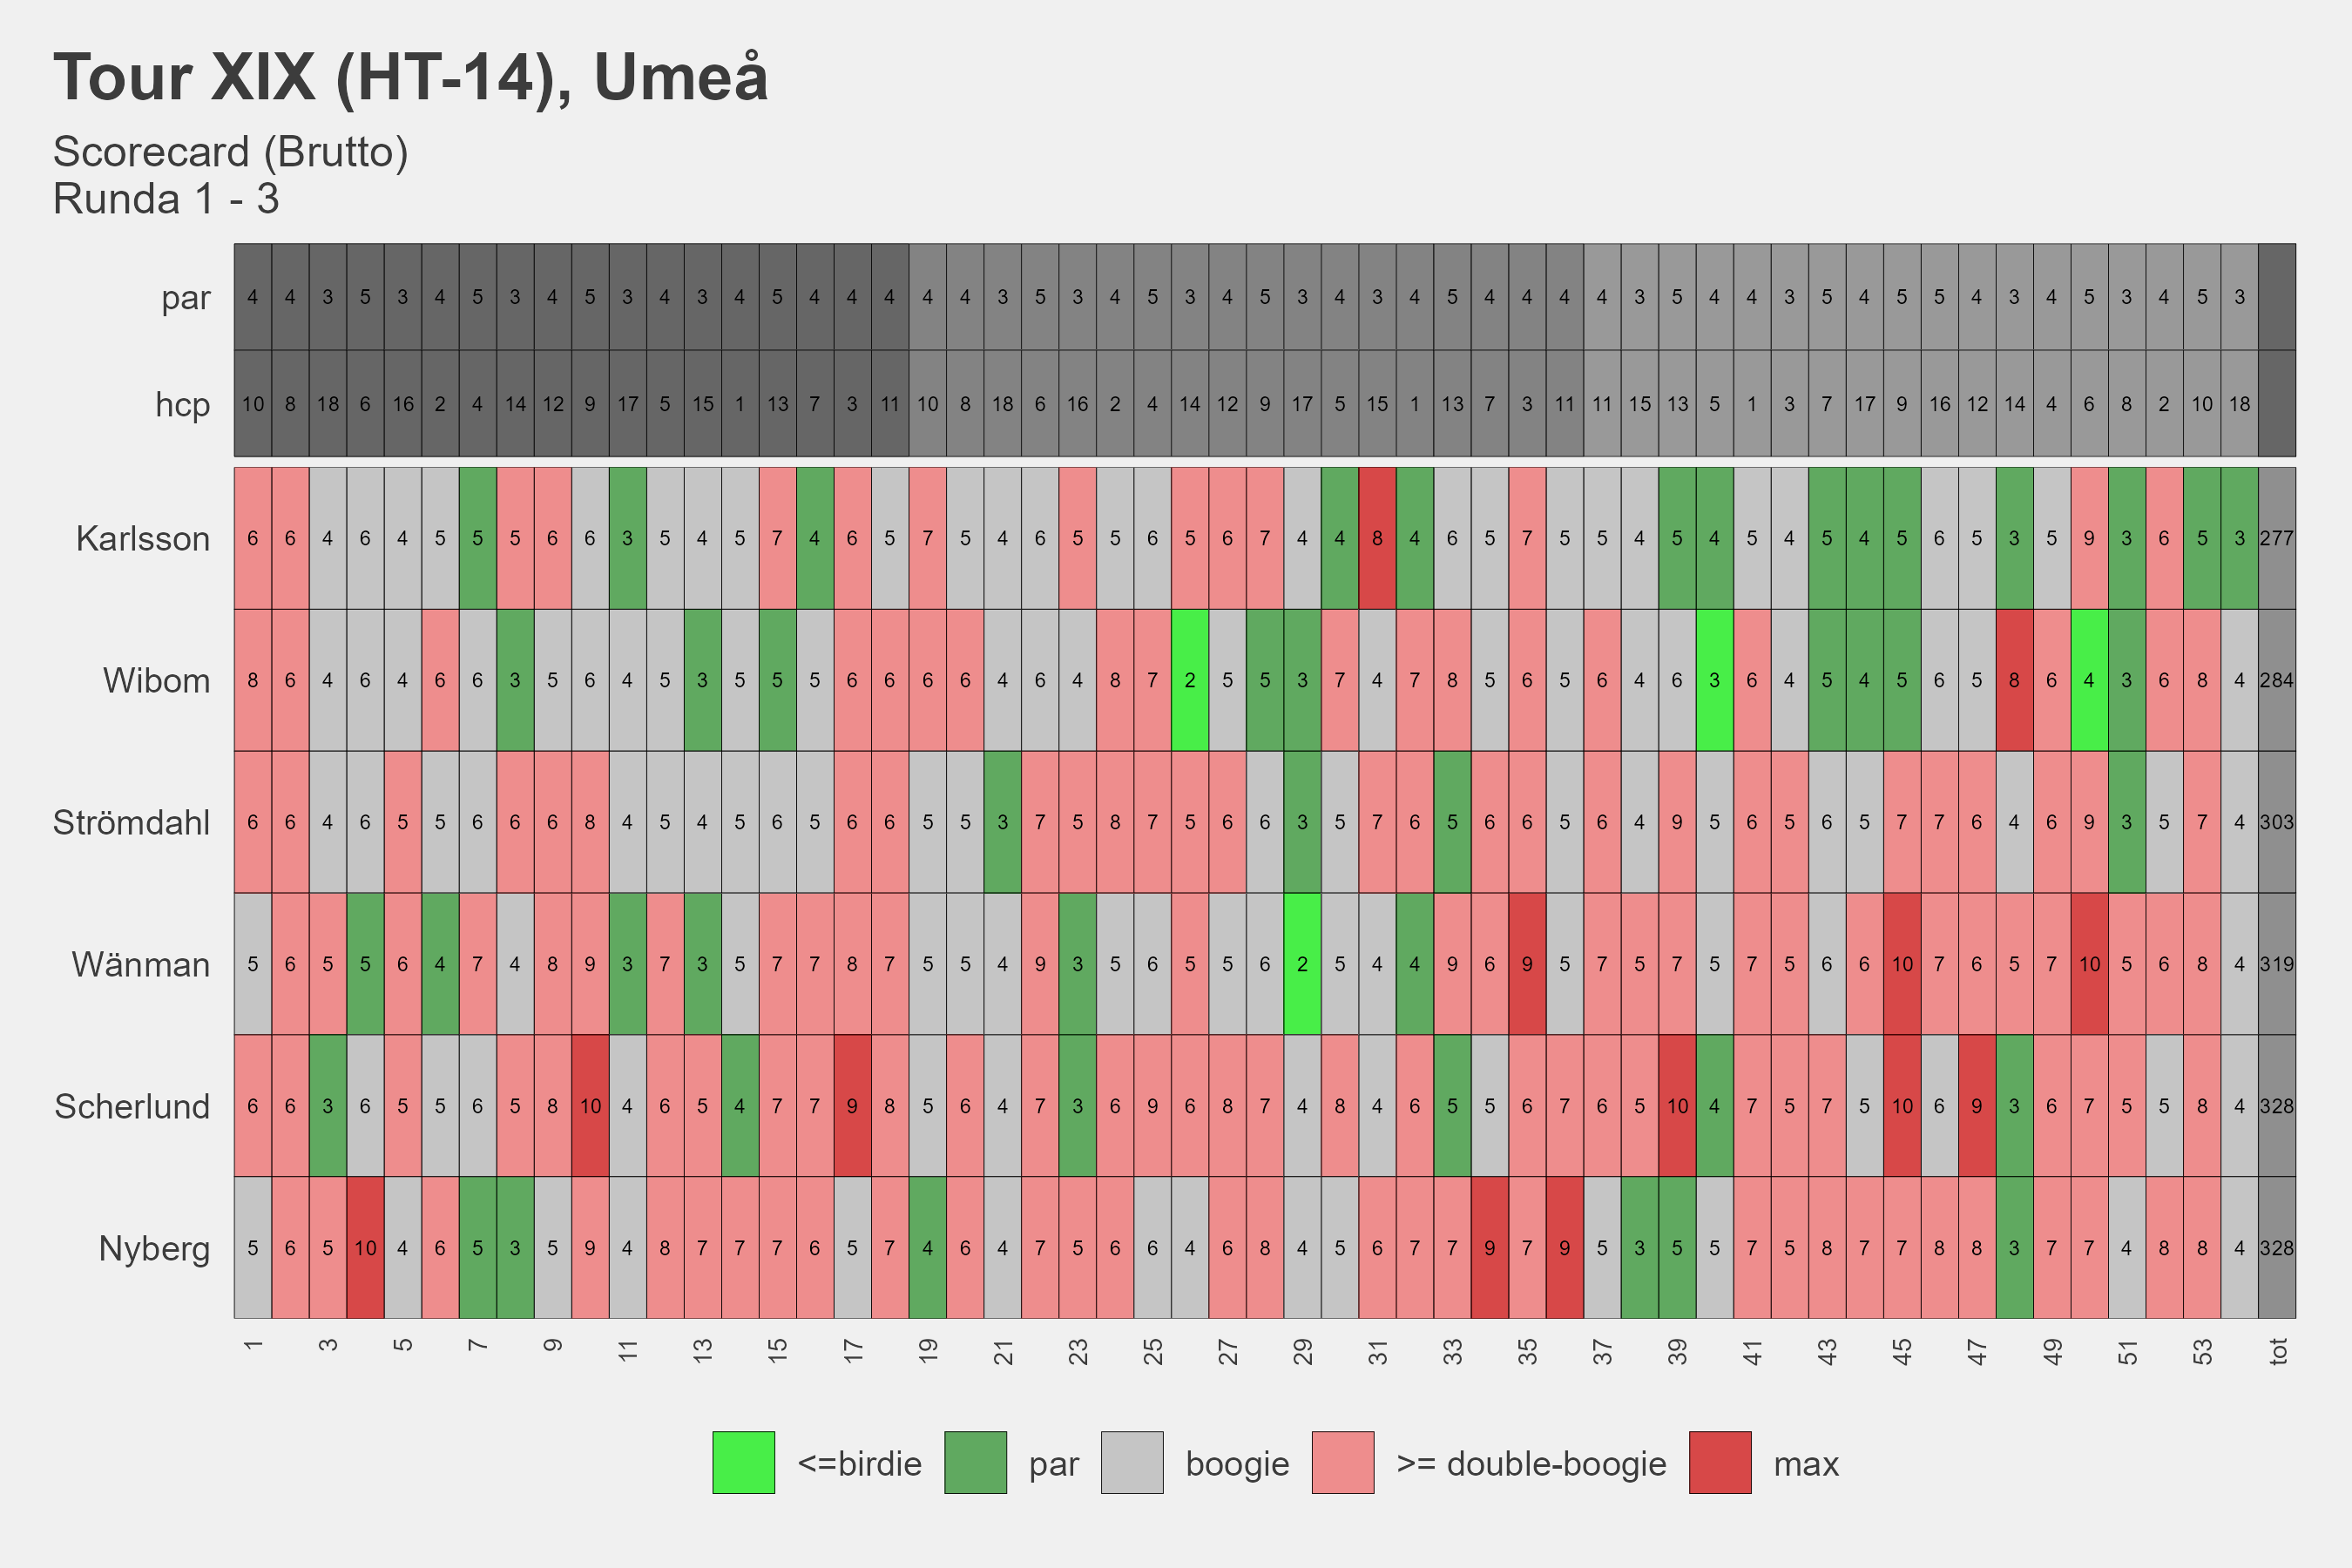 Tour XIX (HT-14), Umeå
Scorecard (Brutto)
Runda 1 - 3
par 4 4 3 5 3 4 5 3 4 5 3 4 3 4 5 4 4 4 4 4 3 5 3 4 5 3 4 5 3 4 3 4 5 4 4 4 4 3 5 4 4 3 5 4 5 5 4 3 4 5 3 4 5 3
hcp 10 8 18 6 16 2 4 14 12 9 17 5 15 1 13 7 3 11 10 8 18 6 16 2 4 14 12 9 17 5 15 1 13 7 3 11 11 15 13 5 1 3 7 17 9 16 12 14 4 6 8 2 10 18
Karlsson 6 6 4 6 4 5 5 5 6 6 3 5 4 5 7 4 6 5 7 5 4 6 5 5 6 5 6 7 4 4 8 4 6 5 7 5 5 4 5 4 5 4 5 4 5 6 5 3 5 9 3 6 5 3 277
Wibom 8 6 4 6 4 6 6 3 5 6 4 5 3 5 5 5 6 6 6 6 4 6 4 8 7 2 5 5 3 7 4 7 8 5 6 5 6 4 6 3 6 4 5 4 5 6 5 8 6 4 3 6 8 4 284
Strömdahl 6 6 4 6 5 5 6 6 6 8 4 5 4 5 6 5 6 6 5 5 3 7 5 8 7 5 6 6 3 5 7 6 5 6 6 5 6 4 9 5 6 5 6 5 7 7 6 4 6 9 3 5 7 4 303
Wänman 5 6 5 5 6 4 7 4 8 9 3 7 3 5 7 7 8 7 5 5 4 9 3 5 6 5 5 6 2 5 4 4 9 6 9 5 7 5 7 5 7 5 6 6 10 7 6 5 7 10 5 6 8 4 319
Scherlund 6 6 3 6 5 5 6 5 8 10 4 6 5 4 7 7 9 8 5 6 4 7 3 6 9 6 8 7 4 8 4 6 5 5 6 7 6 5 10 4 7 5 7 5 10 6 9 3 6 7 5 5 8 4 328
Nyberg 5 6 5 10 4 6 5 3 5 9 4 8 7 7 7 6 5 7 4 6 4 7 5 6 6 4 6 8 4 5 6 7 7 9 7 9 5 3 5 5 7 5 8 7 7 8 8 3 7 7 4 8 8 4 328
1 3 5 7 9 11 13 15 17 19 21 23 25 27 29 31 33 35 37 39 41 43 45 47 49 51 53 tot
<=birdie par boogie >= double-boogie max